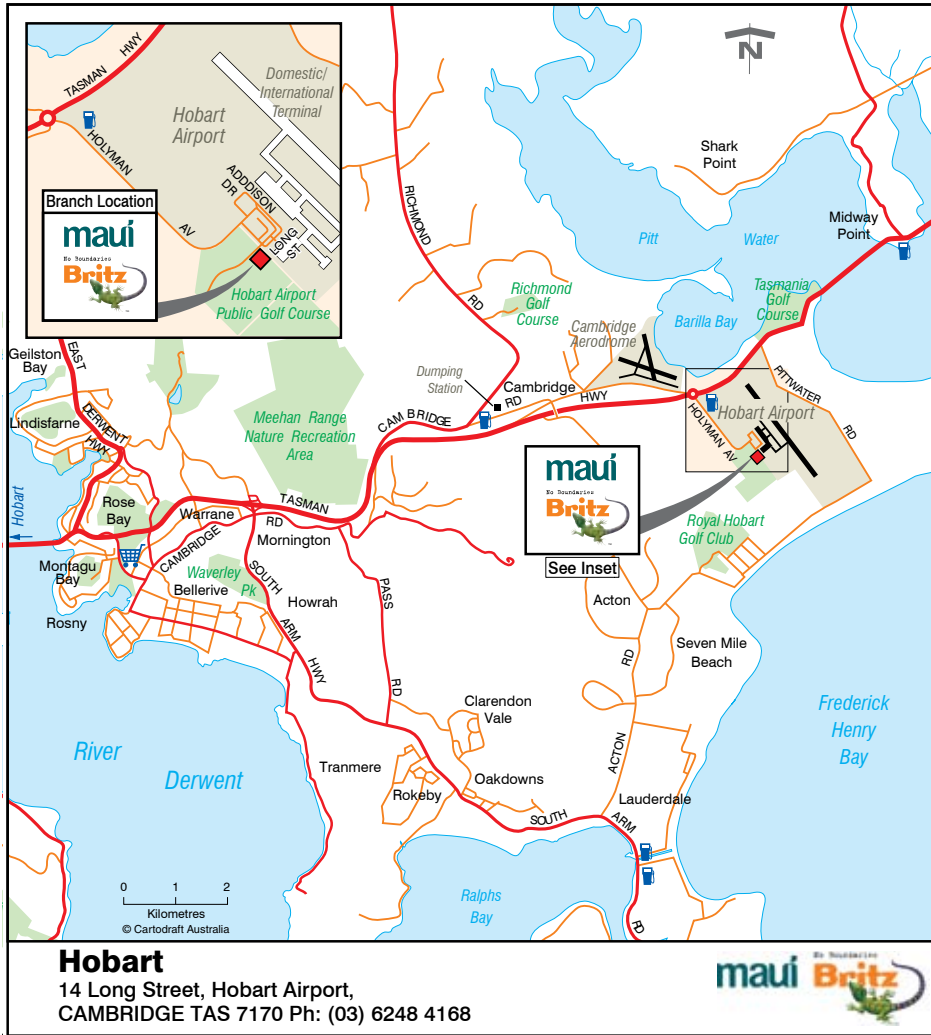 TASMAN HWY
Domestic/
International
Terminal
Hobart
Airport
HOLYMAN AV
ADDDISON
DR
LONG
ST
Branch Location
mauí
No Boundaries
Britz
Hobart Airport
Public Golf Course
N
Shark
Point
Midway
Point
Pitt Water
RICHMOND RD
Richmond
Golf
Course
Tasmania
Golf
Course
Barilla Bay
Cambridge
Aerodrome
Dumping
Station
Cambridge
RD
HWY
CAM BRIDGE
PITTWATER RD
Hobart Airport
HOLYMAN AV
Geilston
Bay
EAST
DERWENT
HWY
Lindisfarne
Meehan Range
Nature Recreation
Area
mauí
No Boundaries
Britz
See Inset
Hobart
Rose
Bay
Warrane
TASMAN
CAMBRIDGE RD
Mornington
Royal Hobart
Golf Club
Montagu
Bay
Waverley
Pk
Bellerive
Rosny
SOUTH
ARM
HWY
Howrah
PASS
RD
Acton
Seven Mile
Beach
ACTON RD
Clarendon
Vale
Frederick
Henry
Bay
River
Derwent
Tranmere
Rokeby
Oakdowns
Lauderdale
SOUTH ARM
RD
Ralphs
Bay
0 1 2
Kilometres
© Cartodraft Australia
Hobart
14 Long Street, Hobart Airport,
CAMBRIDGE TAS 7170 Ph: (03) 6248 4168
mauí
No Boundaries
Britz